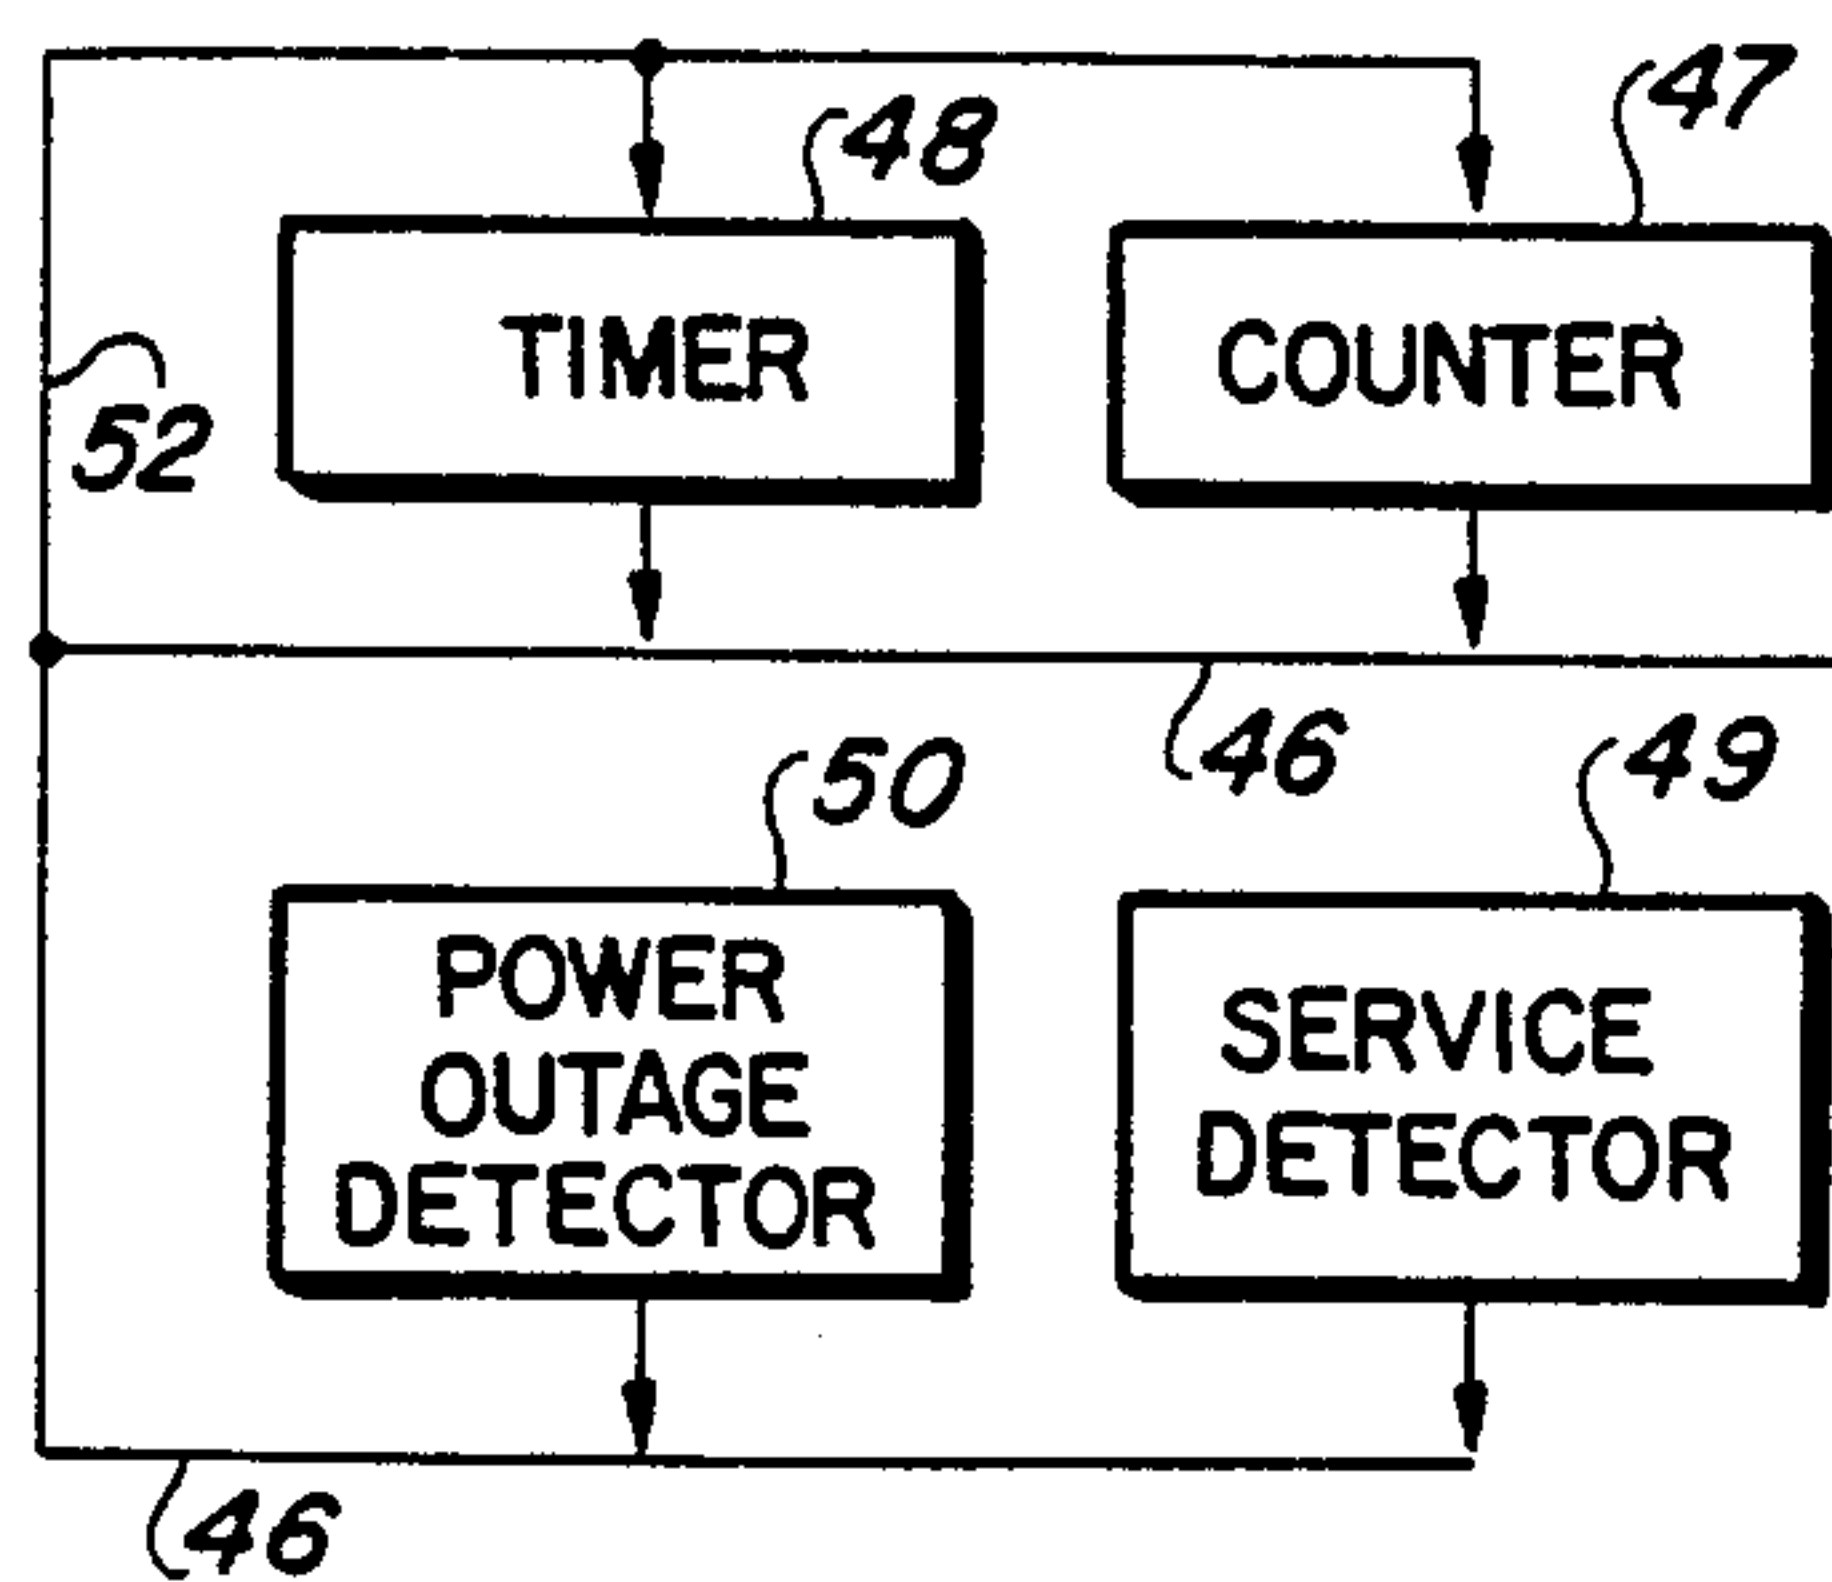 47
48
TIMER
COUNTER
52
46
49
50
POWER
OUTAGE
DETECTOR
SERVICE
DETECTOR
46